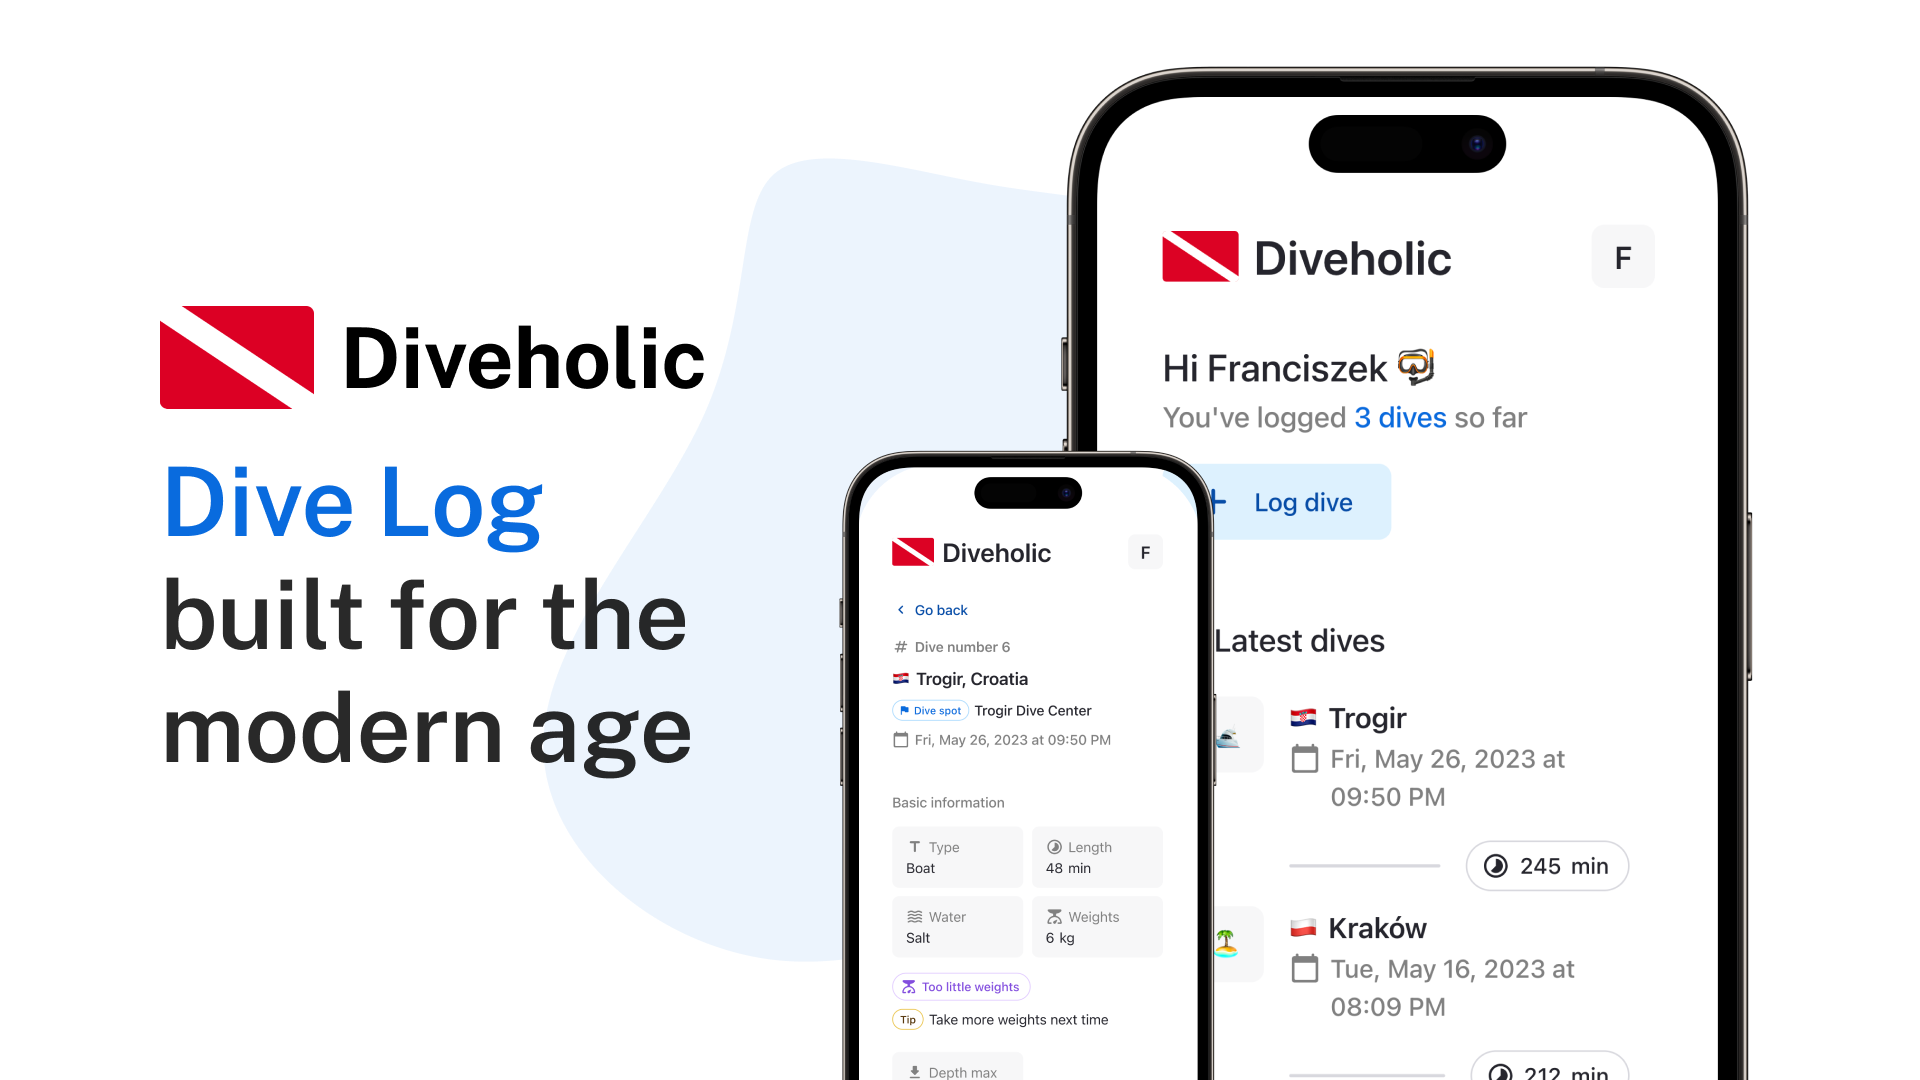 Diveholic
Dive Log
built for the
modern age
Diveholic
F
Hi Franciszek
You've logged 3 dives so far
+ Log dive
Latest dives
Trogir
Fri, May 26, 2023 at
09:50 PM
245 min
Kraków
Tue, May 16, 2023 at
08:09 PM
212 min
Diveholic
F
Go back
# Dive number 6
Trogir, Croatia
Dive spot Trogir Dive Center
Fri, May 26, 2023 at 09:50 PM
Basic information
T Type
Boat
Length
48 min
Water
Salt
Weights
6 kg
Too little weights
Tip Take more weights next time
Depth max